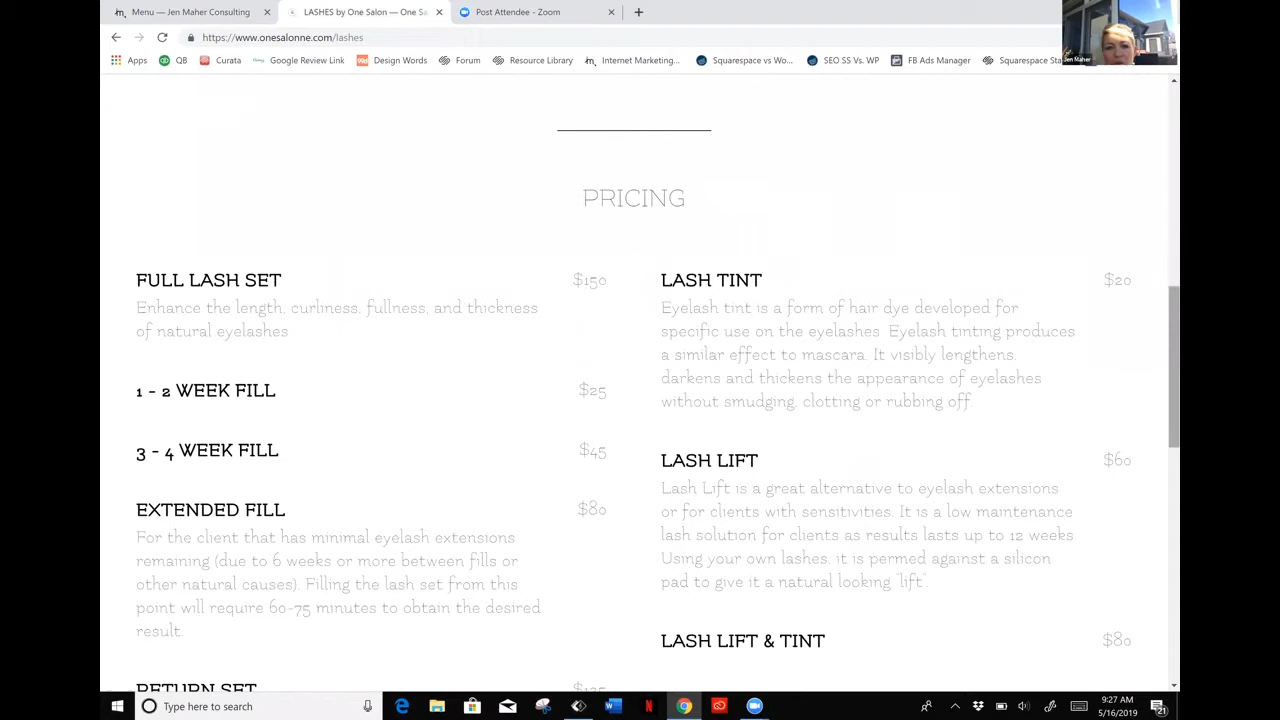 Menu — Jen Maher Consulting
LASHES by One Salon — One Sa
Post Attendee - Zoom
https://www.onesalonne.com/lashes
Apps
QB
Curata
Google Review Link
99d
Design Words
Forum
Resource Library
Internet Marketing...
Squarespace vs Wo...
SEO SS Vs. WP
FB Ads Manager
Squarespace Sta
Jen Maher
PRICING
FULL LASH SET $150
Enhance the length, curliness, fullness, and thickness
of natural eyelashes
1 - 2 WEEK FILL $25
3 - 4 WEEK FILL $45
EXTENDED FILL $80
For the client that has minimal eyelash extensions
remaining (due to 6 weeks or more between fills or
other natural causes). Filling the lash set from this
point will require 60-75 minutes to obtain the desired
result.
RETURN SET $125
LASH TINT $20
Eyelash tint is a form of hair dye developed for
specific use on the eyelashes. Eyelash tinting produces
a similar effect to mascara. It visibly lengthens,
darkens and thickens the appearance of eyelashes
without smudging, clotting or rubbing off.
LASH LIFT $60
Lash Lift is a great alternative to eyelash extensions
or for clients with sensitivities. It is a low maintenance
lash solution for clients as results lasts up to 12 weeks.
Using your own lashes, it is permed against a silicon
pad to give it a natural looking "lift".
LASH LIFT & TINT $80
Type here to search
9:27 AM
5/16/2019
21